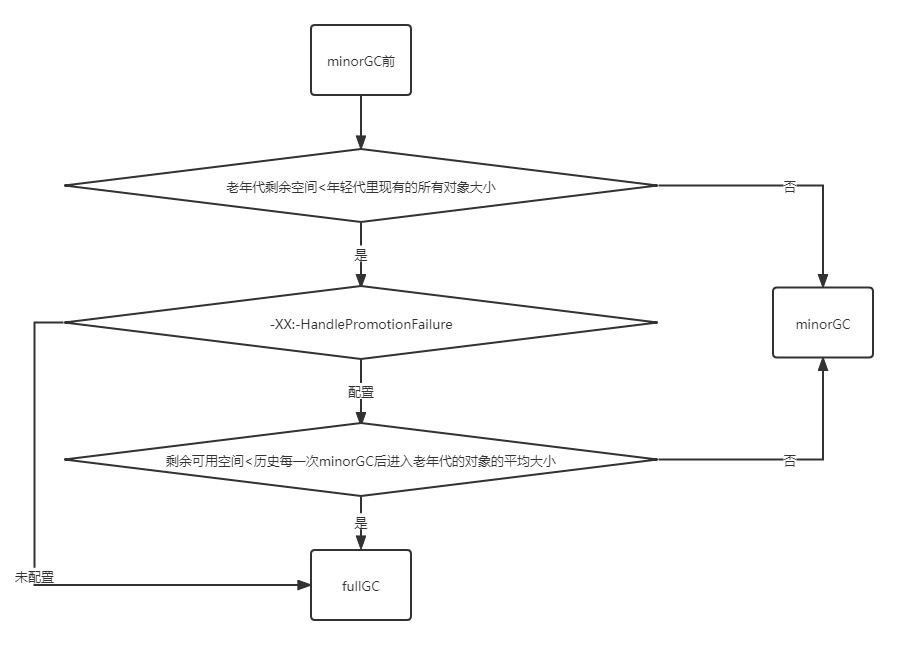 minorGC前
老年代剩余空间<年轻代里现有的所有对象大小
否
是
minorGC
-XX:-HandlePromotionFailure
配置
剩余可用空间<历史每一次minorGC后进入老年代的对象的平均大小
否
是
未配置
fullGC